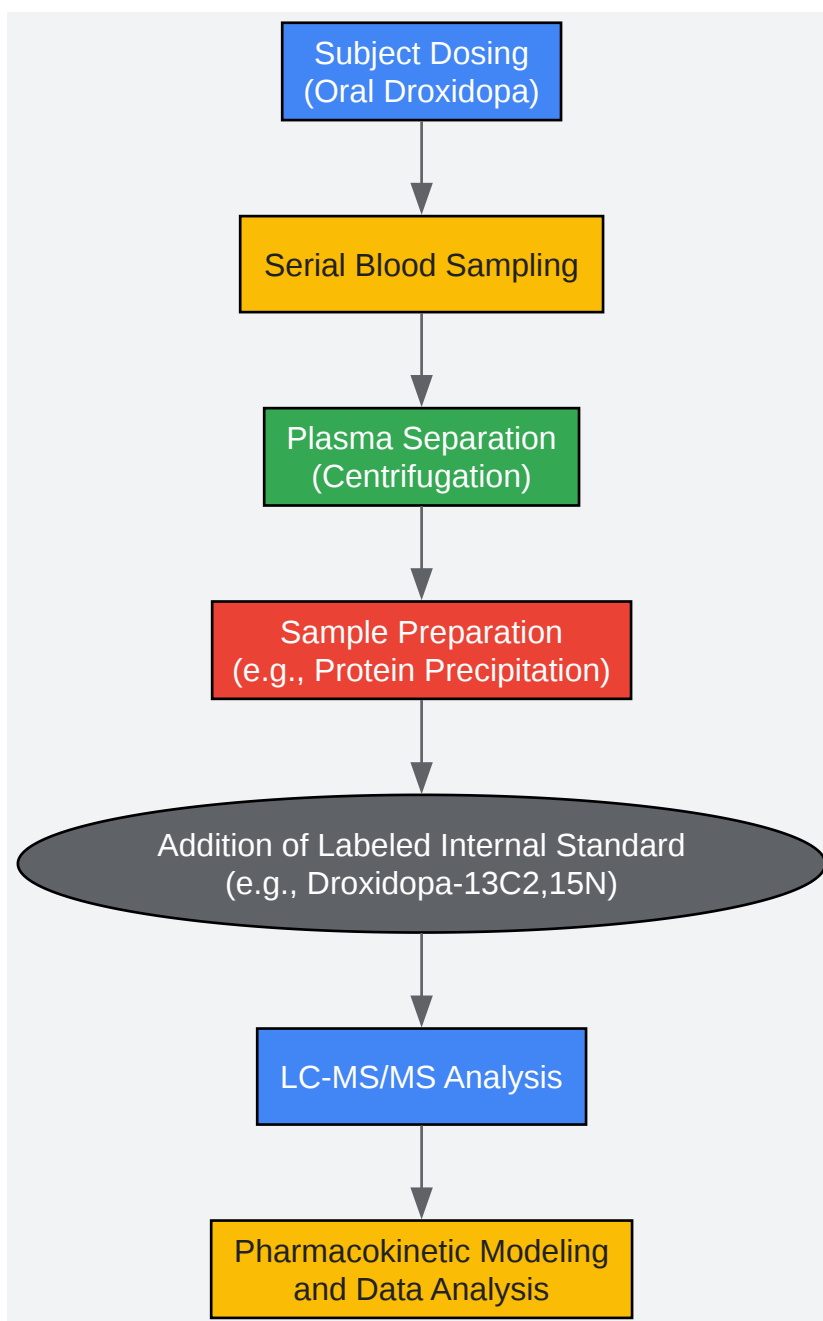 Subject Dosing
(Oral Droxidopa)
Serial Blood Sampling
Plasma Separation
(Centrifugation)
Sample Preparation
(e.g., Protein Precipitation)
Addition of Labeled Internal Standard
(e.g., Droxidopa-13C2,15N)
LC-MS/MS Analysis
Pharmacokinetic Modeling
and Data Analysis